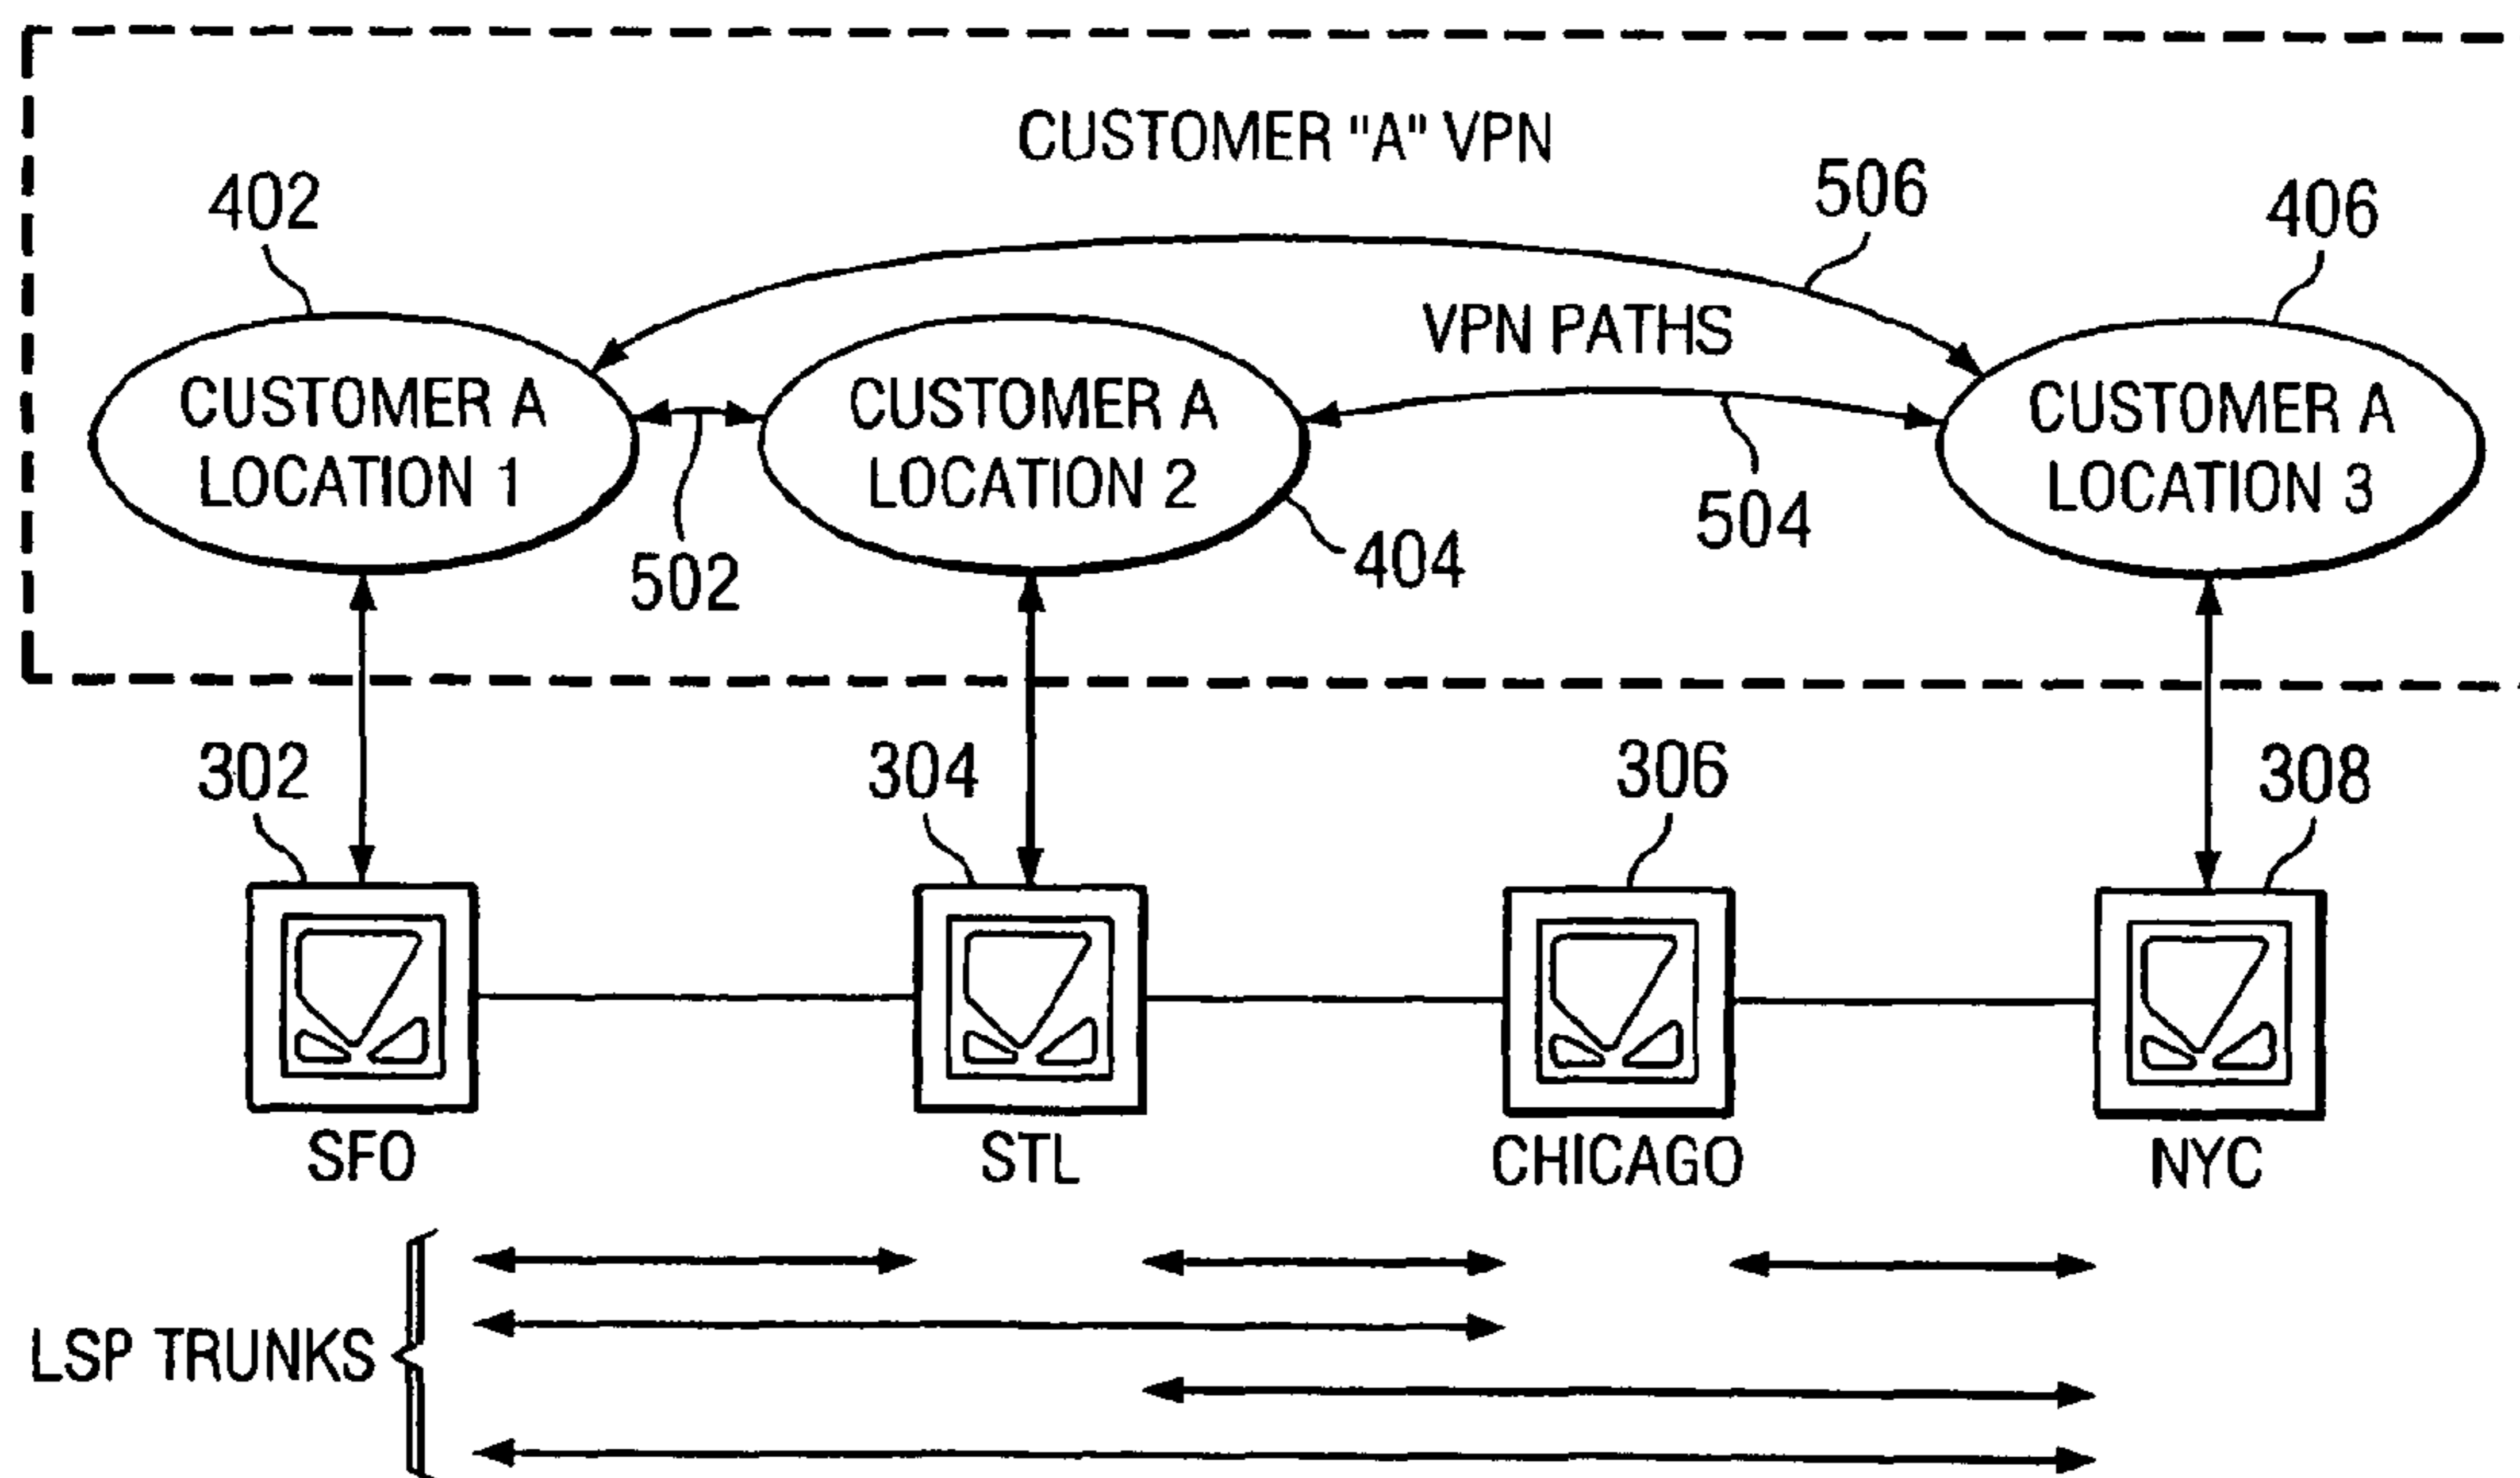 CUSTOMER "A" VPN
402
506
406
VPN PATHS
CUSTOMER A
LOCATION 1
CUSTOMER A
LOCATION 2
CUSTOMER A
LOCATION 3
502
404
504
302
304
306
308
SFO
STL
CHICAGO
NYC
LSP TRUNKS